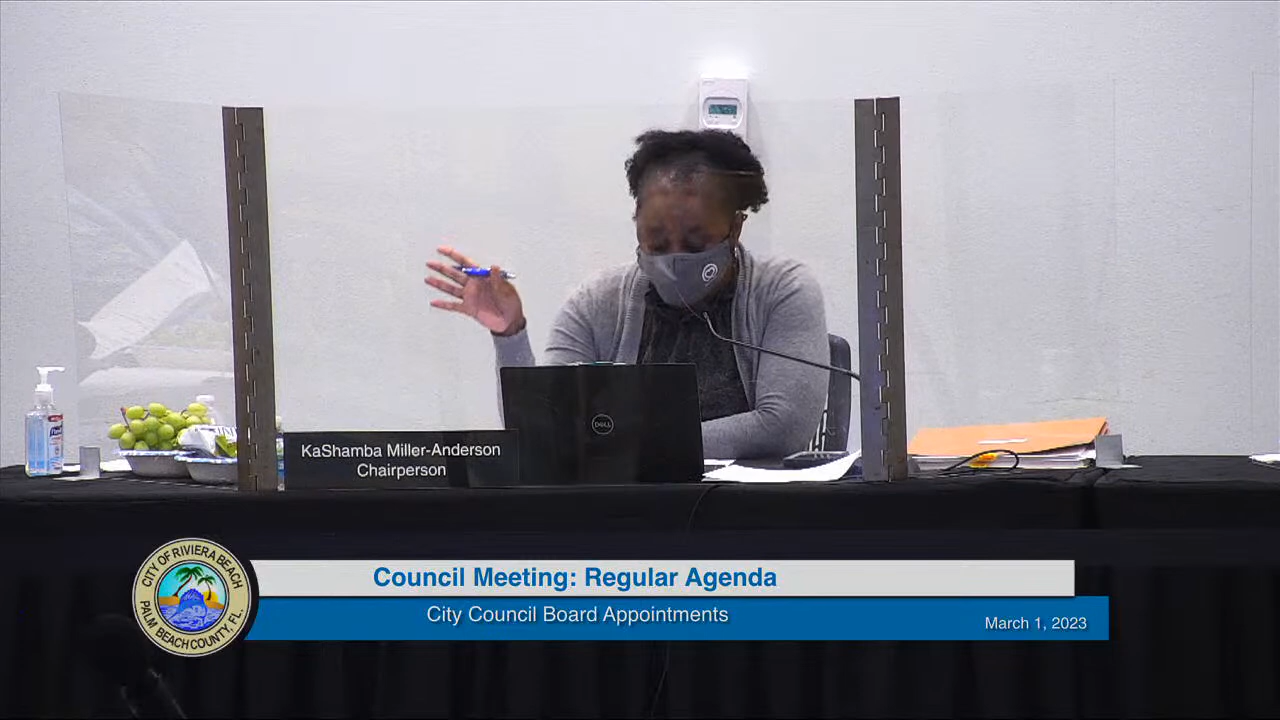 DELL
KaShamba Miller-Anderson
Chairperson
CITY OF RIVIERA BEACH
PALM BEACH COUNTY, FL.
Council Meeting: Regular Agenda
City Council Board Appointments
March 1, 2023